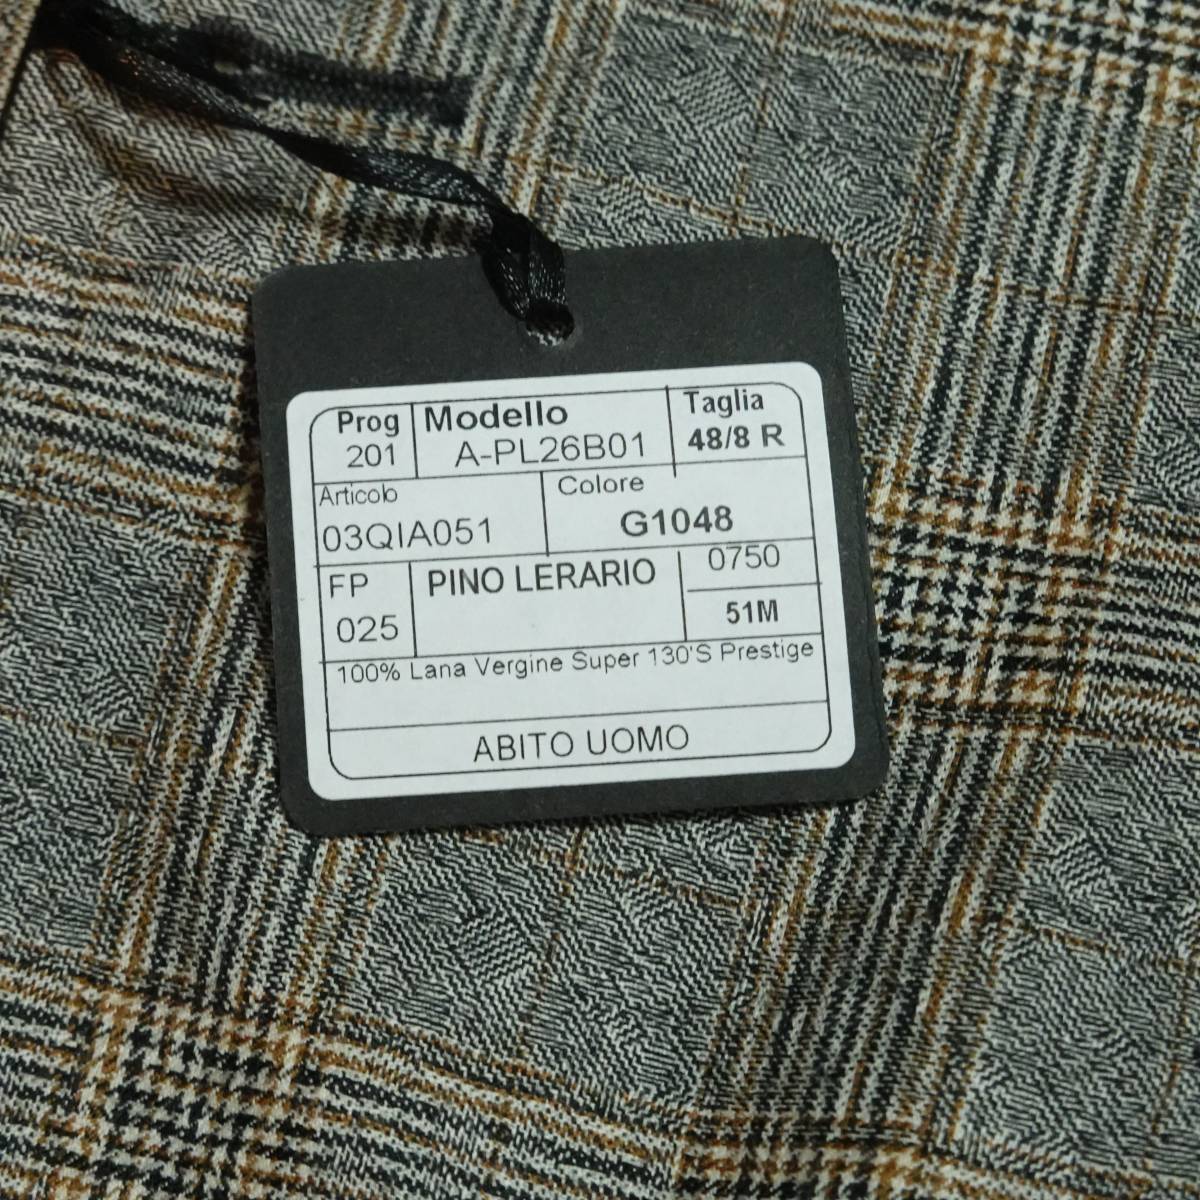 Prog Modello Taglia
201 A-PL26B01 48/8 R
Articolo Colore
03QIA051 G1048
FP PINO LERARIO 0750
025 51M
100% Lana Vergine Super 130'S Prestige
ABITO UOMO